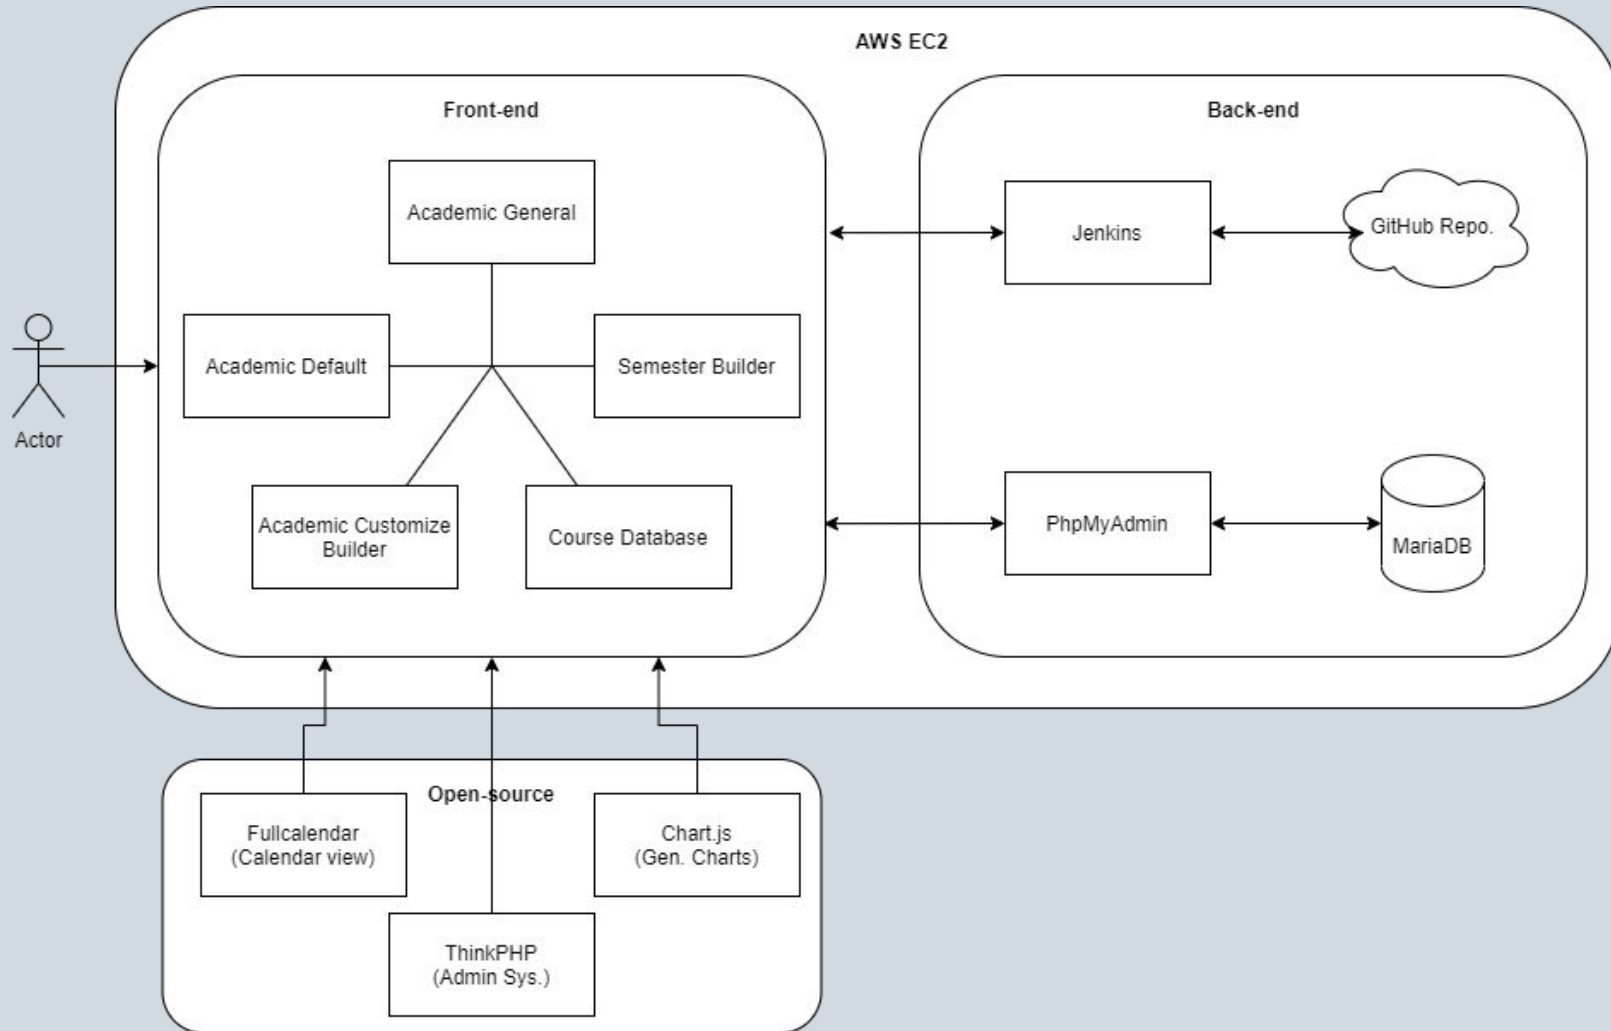 AWS EC2
Front-end
Back-end
Academic General
Jenkins
GitHub Repo.
Academic Default
Semester Builder
Actor
Academic Customize
Builder
Course Database
PhpMyAdmin
MariaDB
Open-source
Fullcalendar
(Calendar view)
Chart.js
(Gen. Charts)
ThinkPHP
(Admin Sys.)